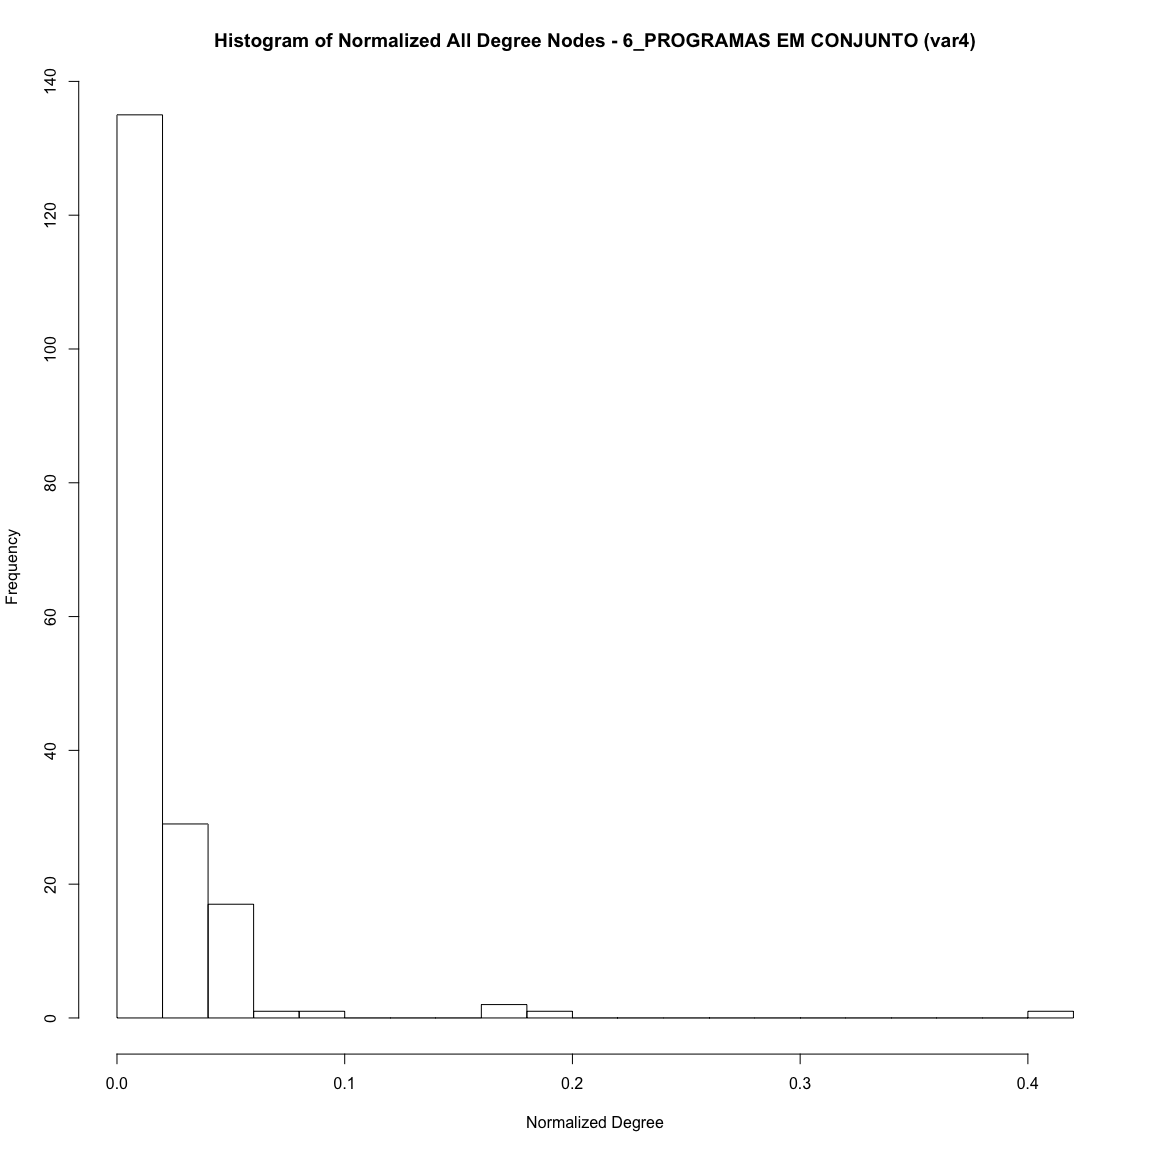 Histogram of Normalized All Degree Nodes - 6_PROGRAMAS EM CONJUNTO (var4)
140
120
100
80
60
40
20
0
Frequency
0.0 0.1 0.2 0.3 0.4
Normalized Degree